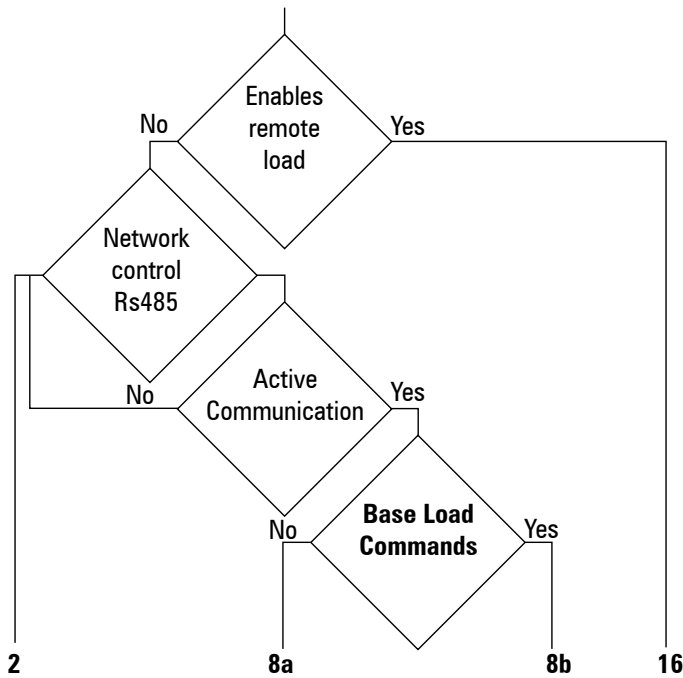 Enables
remote
load
No
Yes
Network
control
Rs485
No
Active
Communication
Yes
No
Base Load
Commands
Yes
2
8a
8b
16